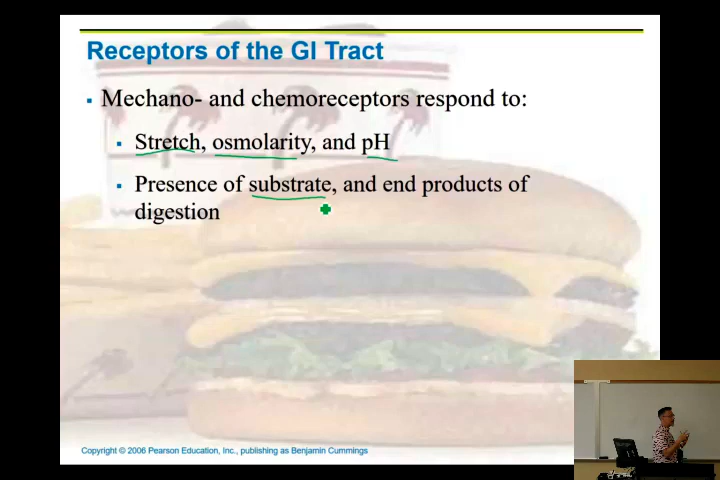 Receptors of the GI Tract
Mechano- and chemoreceptors respond to:
Stretch, osmolarity, and pH
Presence of substrate, and end products of
digestion
Copyright © 2006 Pearson Education, Inc., publishing as Benjamin Cummings